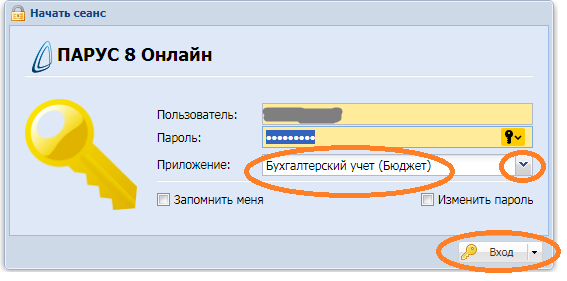 Начать сеанс
ПАРУС 8 Онлайн
Пользователь:
Пароль: •••••••••
Приложение: Бухгалтерский учет (Бюджет)
Запомнить меня Изменить пароль
Вход